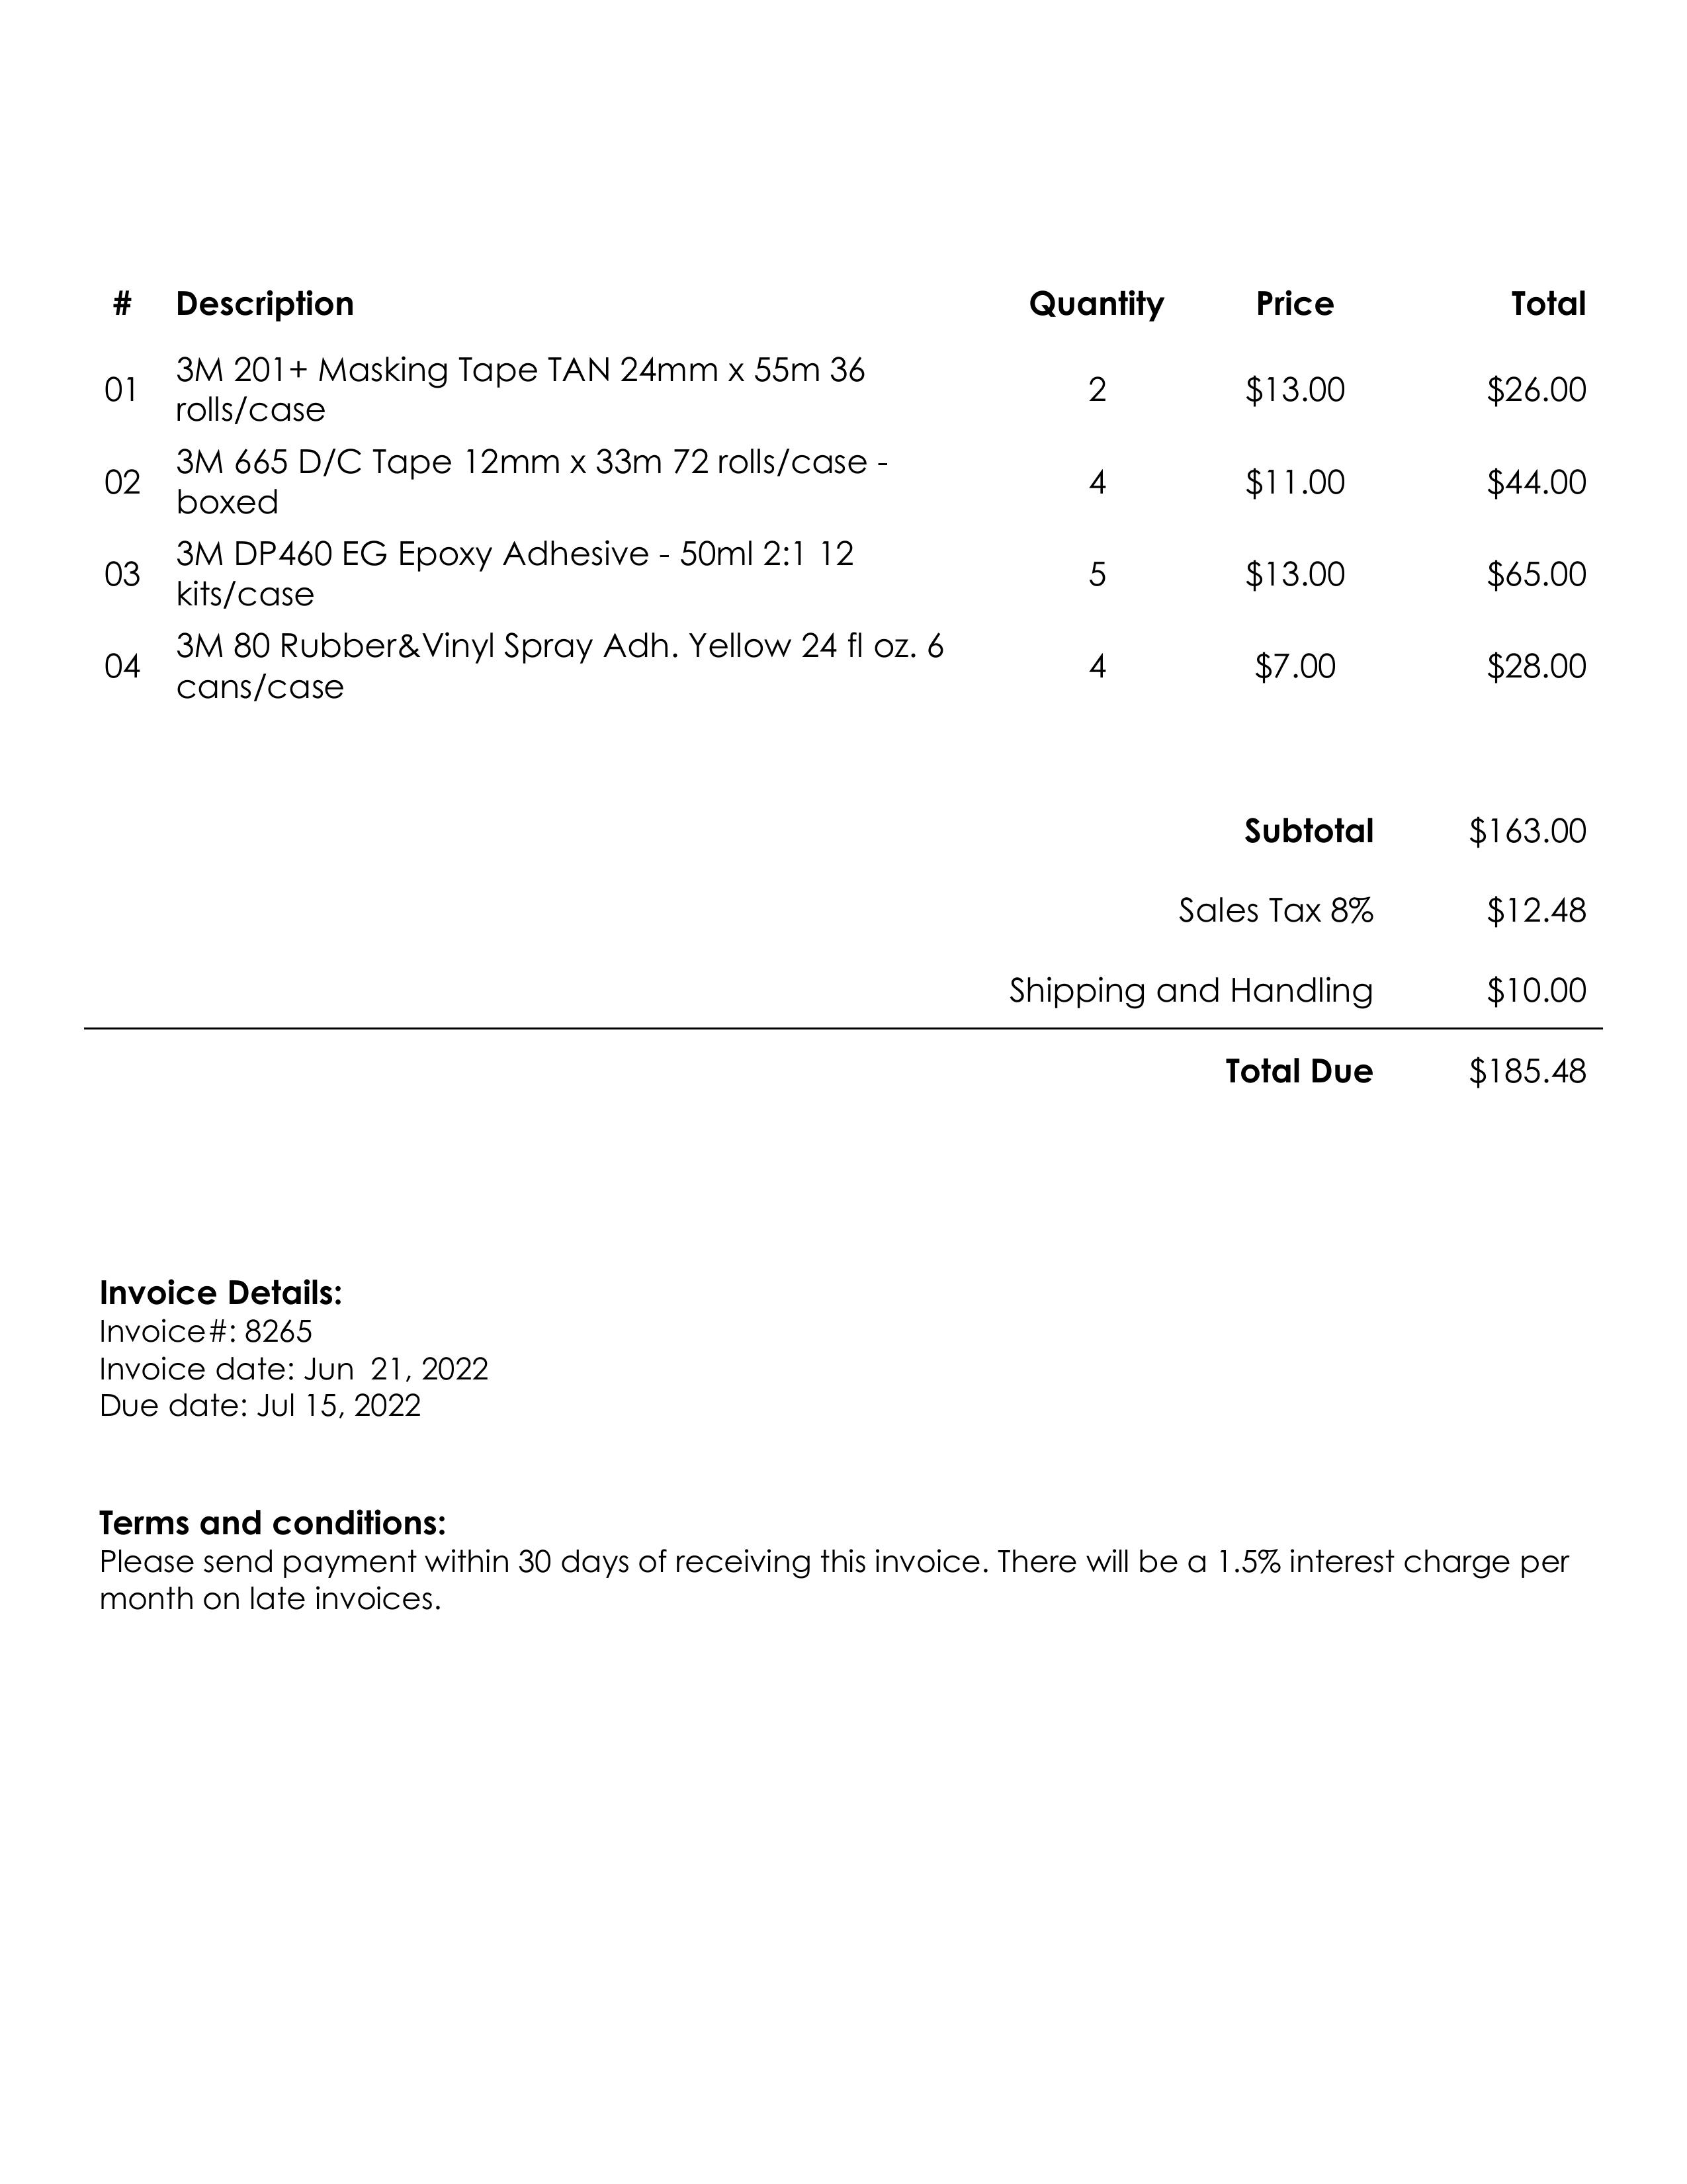 # Description Quantity Price Total
01 3M 201+ Masking Tape TAN 24mm x 55m 36
rolls/case 2 $13.00 $26.00
02 3M 665 D/C Tape 12mm x 33m 72 rolls/case -
boxed 4 $11.00 $44.00
03 3M DP460 EG Epoxy Adhesive - 50ml 2:1 12
kits/case 5 $13.00 $65.00
04 3M 80 Rubber&Vinyl Spray Adh. Yellow 24 fl oz. 6
cans/case 4 $7.00 $28.00
Subtotal $163.00
Sales Tax 8% $12.48
Shipping and Handling $10.00
Total Due $185.48
Invoice Details:
Invoice#: 8265
Invoice date: Jun  21, 2022
Due date: Jul 15, 2022
Terms and conditions:
Please send payment within 30 days of receiving this invoice. There will be a 1.5% interest charge per
month on late invoices.